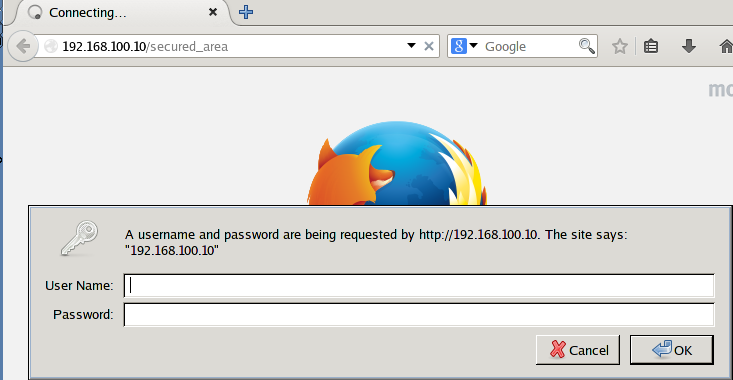 Connecting...
192.168.100.10/secured_area
Google
A username and password are being requested by http://192.168.100.10. The site says:
"192.168.100.10"
User Name:
Password:
Cancel
OK